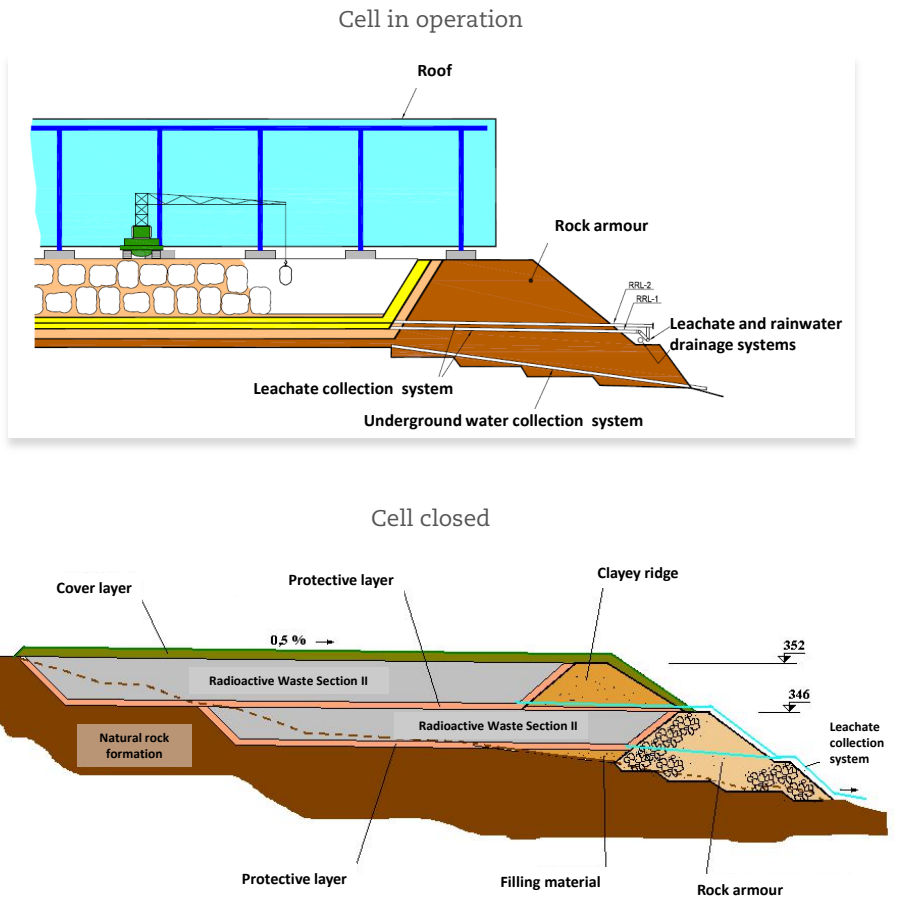 Cell in operation
Roof
Rock armour
RRL-2
RRL-1
Leachate and rainwater
drainage systems
Leachate collection system
Underground water collection system
Cell closed
Clayey ridge
Protective layer
Cover layer
0,5 %
352
Radioactive Waste Section II
346
Radioactive Waste Section II
Natural rock
formation
Leachate
collection
system
Protective layer
Filling material
Rock armour